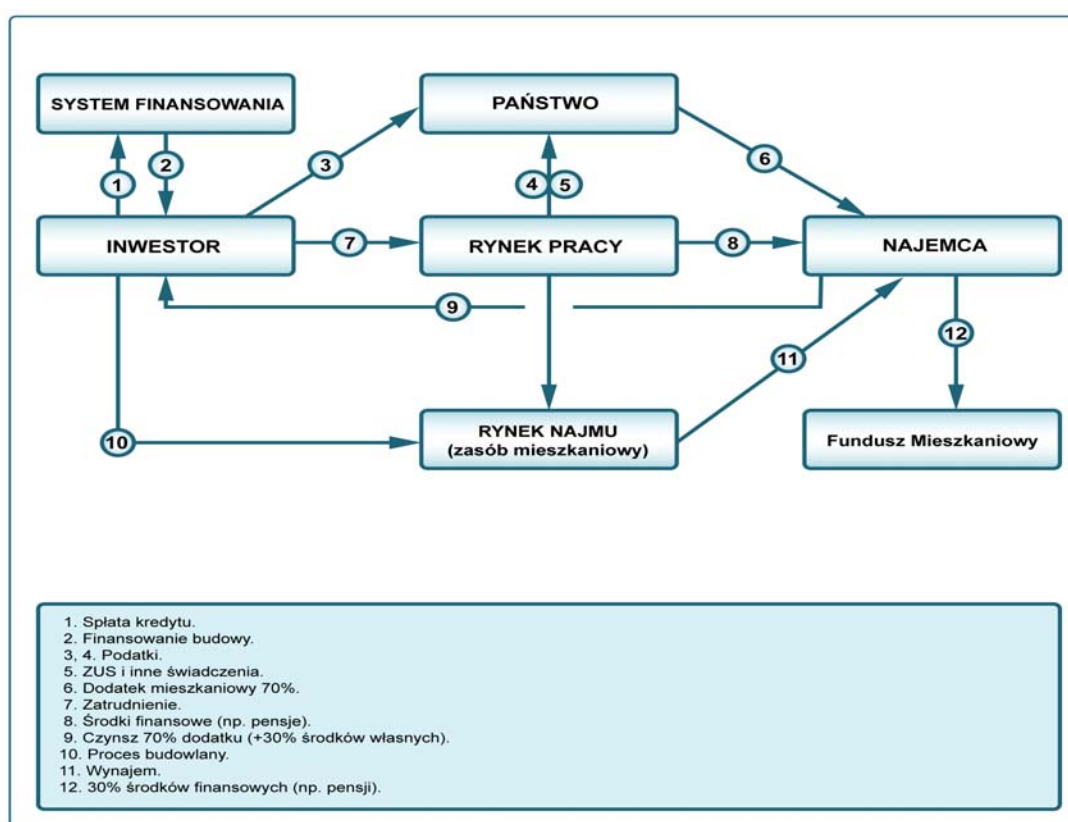 SYSTEM FINANSOWANIA
PAŃSTWO
1
2
3
4
5
6
INWESTOR
7
RYNEK PRACY
8
NAJEMCA
9
11
12
10
RYNEK NAJMU
(zasób mieszkaniowy)
Fundusz Mieszkaniowy
1. Spłata kredytu.
2. Finansowanie budowy.
3, 4. Podatki.
5. ZUS i inne świadczenia.
6. Dodatek mieszkaniowy 70%.
7. Zatrudnienie.
8. Środki finansowe (np. pensje).
9. Czynsz 70% dodatku (+30% środków własnych).
10. Proces budowlany.
11. Wynajem.
12. 30% środków finansowych (np. pensji).